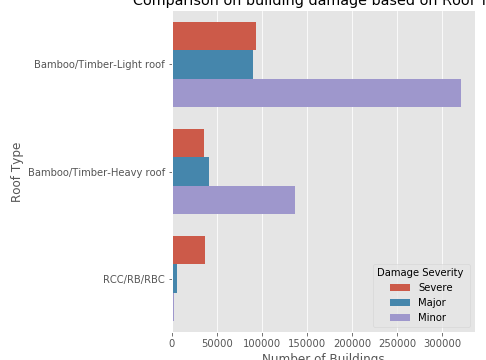 Comparison on building damage based on Roof
Bamboo/Timber-Light roof
Bamboo/Timber-Heavy roof
RCC/RB/RBC
Roof Type
0 50000 100000 150000 200000 250000 300000
Number of Buildings
Damage Severity
Severe
Major
Minor